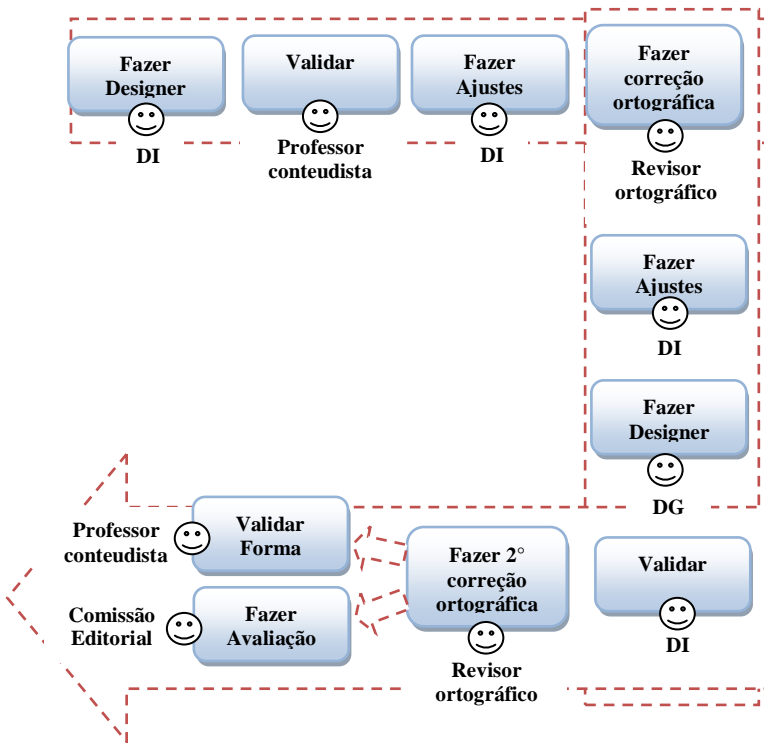 Fazer
Designer
DI
Validar
Professor
conteudista
Fazer
Ajustes
DI
Fazer
correção
ortográfica
Revisor
ortográfico
Fazer
Ajustes
DI
Fazer
Designer
DG
Validar
DI
Fazer 2°
correção
ortográfica
Revisor
ortográfico
Validar
Forma
Professor
conteudista
Fazer
Avaliação
Comissão
Editorial